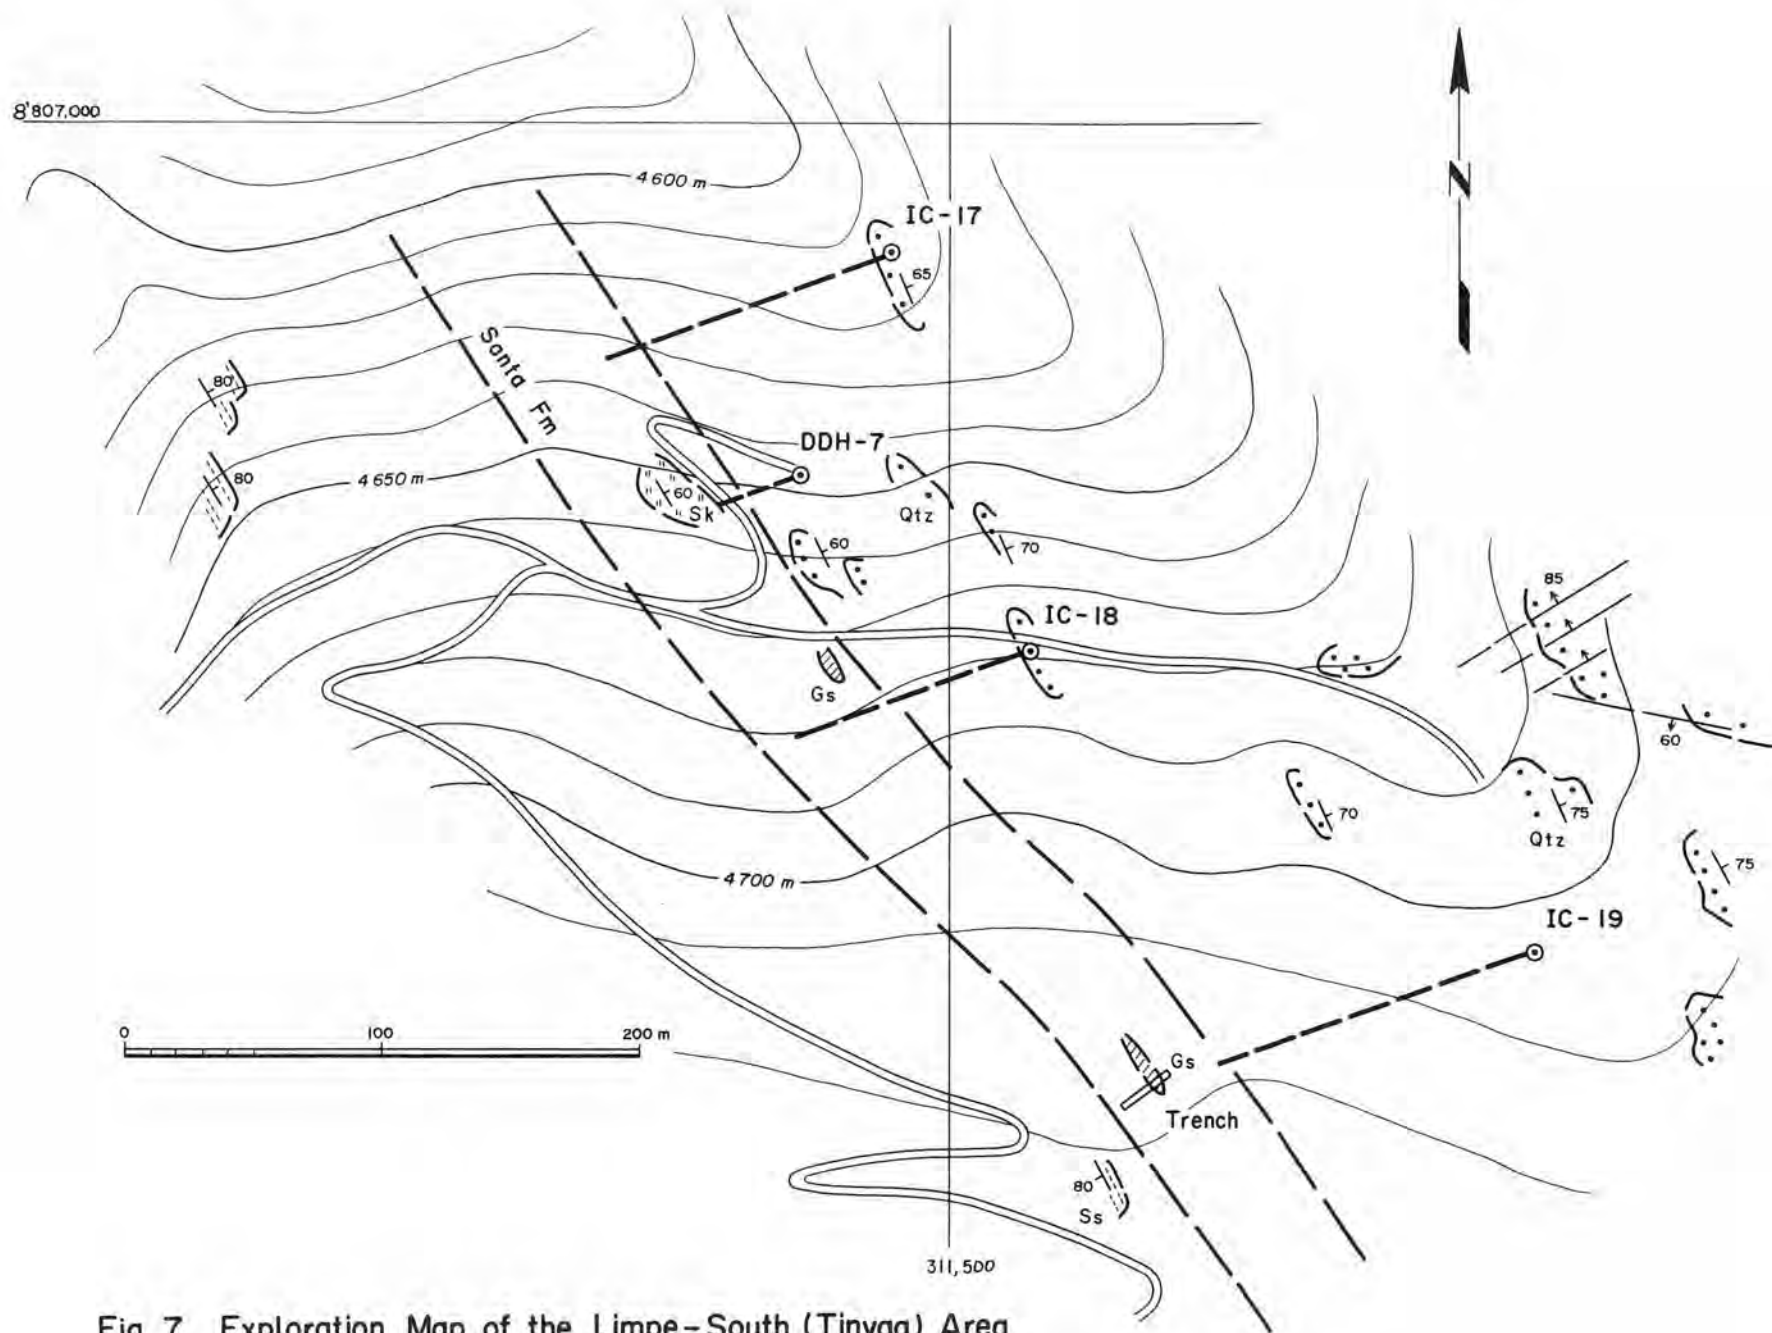 8'807,000
4600 m
N
IC-17
65
Santa Fm
80
80
4650 m
DDH-7
60
Sk
Qtz
60
70
IC-18
85
Gs
60
70
75
Qtz
4700 m
75
IC-19
0 100 200 m
Gs
Trench
80
Ss
311,500
Fig. 7 Exploration Map of the Limpe-South (Tinyag) Area